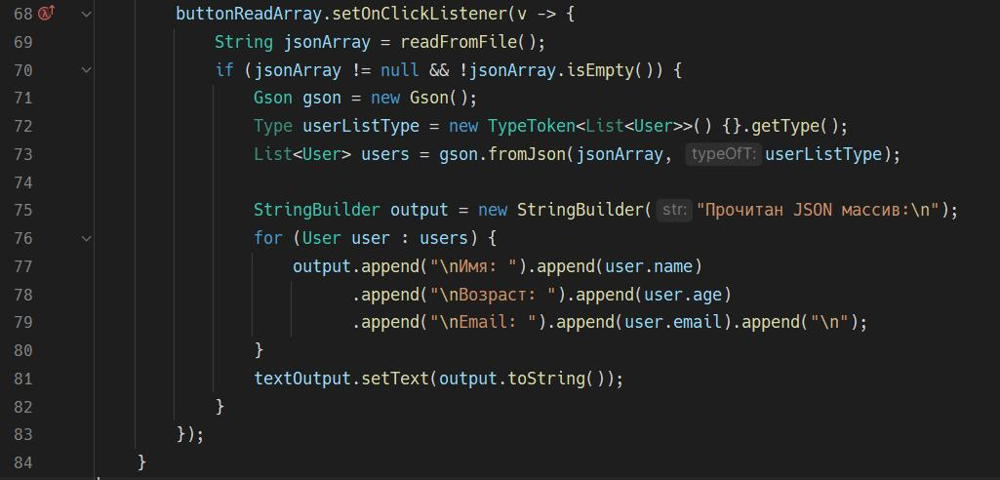 68 buttonReadArray.setOnClickListener(v -> {
69 String jsonArray = readFromFile();
70 if (jsonArray != null && !jsonArray.isEmpty()) {
71 Gson gson = new Gson();
72 Type userListType = new TypeToken<List<User>>() {}.getType();
73 List<User> users = gson.fromJson(jsonArray, typeOfT: userListType);
74
75 StringBuilder output = new StringBuilder( str: "Прочитан JSON массив:\n");
76 for (User user : users) {
77 output.append("\nИмя: ").append(user.name)
78 .append("\nВозраст: ").append(user.age)
79 .append("\nEmail: ").append(user.email).append("\n");
80 }
81 textOutput.setText(output.toString());
82 }
83 });
84 }